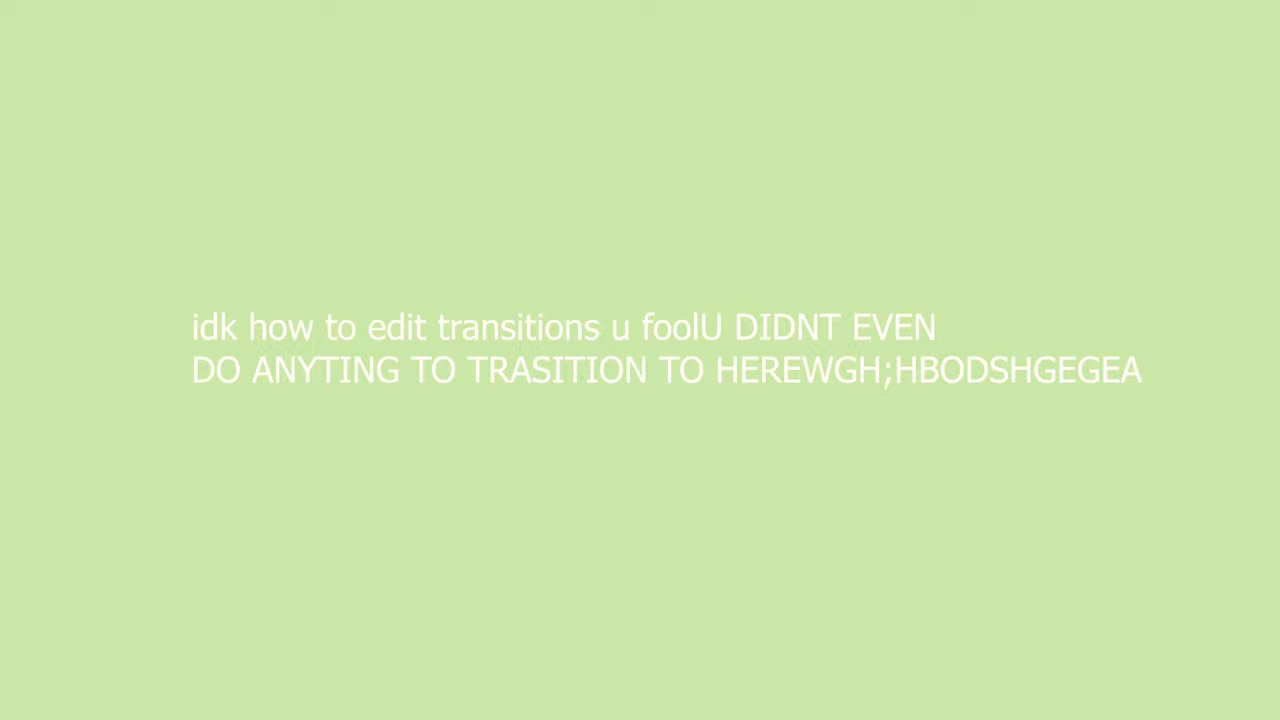 idk how to edit transitions u foolU DIDNT EVEN
DO ANYTING TO TRASITION TO HEREWGH;HBODSHGEGEA